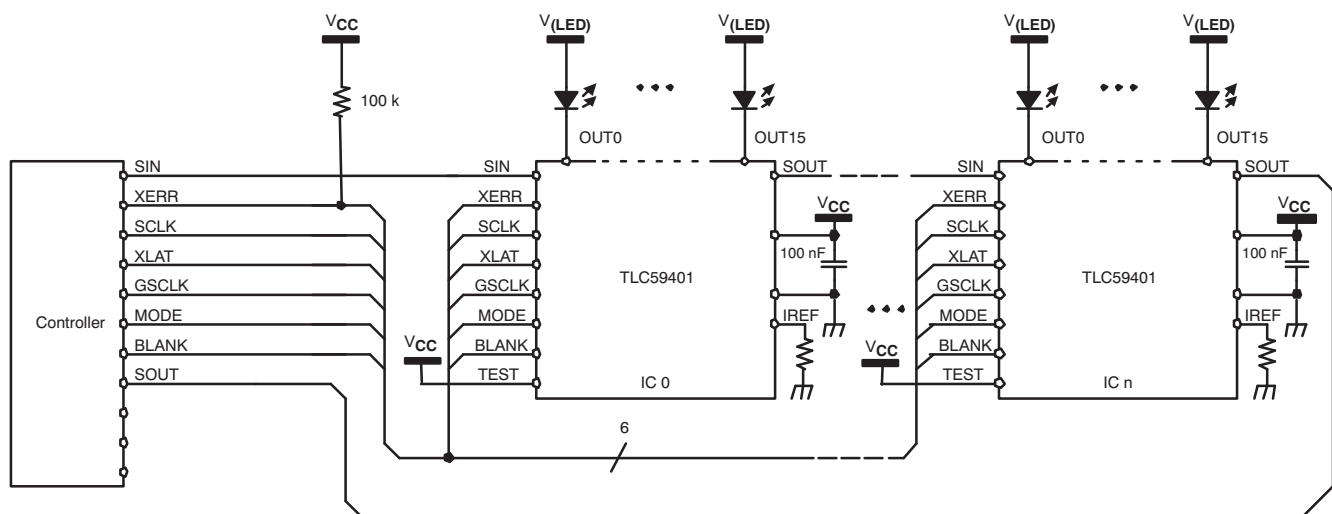 VCC V(LED) V(LED) V(LED) V(LED)
100 k
OUT0 OUT15 OUT0 OUT15
SIN SIN SOUT SIN SOUT
XERR XERR XERR
VCC VCC
SCLK SCLK SCLK
100 nF 100 nF
XLAT XLAT XLAT
TLC59401 TLC59401
GSCLK GSCLK GSCLK
Controller
MODE MODE IREF MODE IREF
BLANK VCC BLANK VCC BLANK
SOUT TEST IC 0 TEST IC n
6